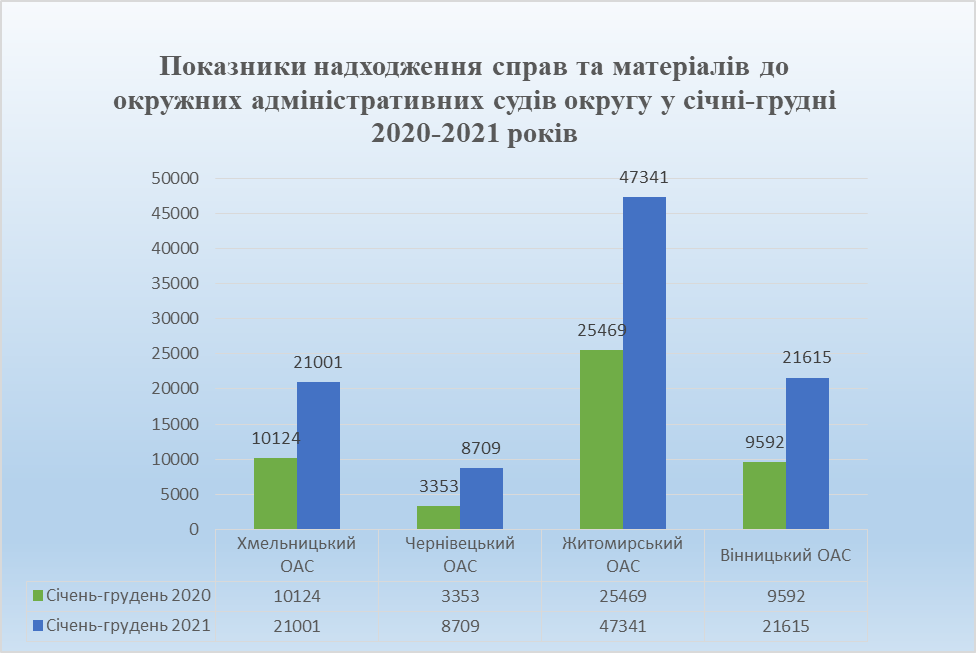 Показники надходження справ та матеріалів до
окружних адміністративних судів округу у січні-грудні
2020-2021 років
50000
45000
40000
35000
30000
25000
20000
15000
10000
5000
0
10124
21001
3353
8709
25469
47341
9592
21615
Хмельницький ОАС
Чернівецький ОАС
Житомирський ОАС
Вінницький ОАС
Січень-грудень 2020 10124 3353 25469 9592
Січень-грудень 2021 21001 8709 47341 21615